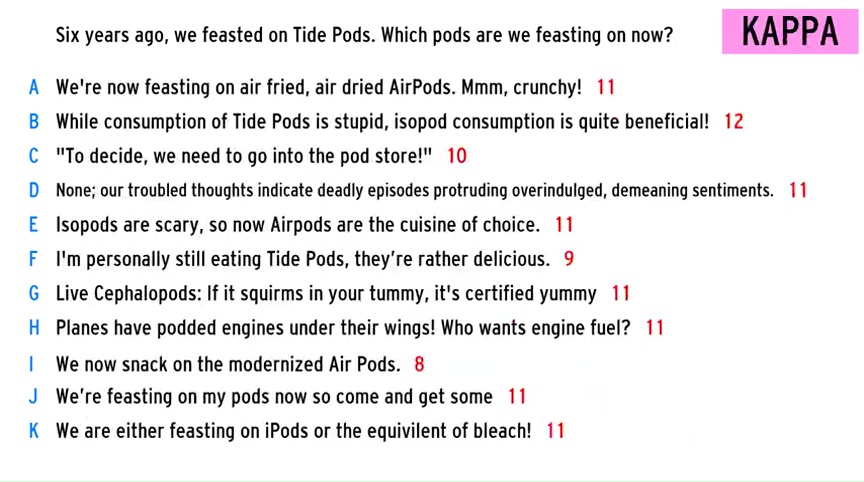 Six years ago, we feasted on Tide Pods. Which pods are we feasting on now?
KAPPA
A We're now feasting on air fried, air dried AirPods. Mmm, crunchy! 11
B While consumption of Tide Pods is stupid, isopod consumption is quite beneficial! 12
C "To decide, we need to go into the pod store!" 10
D None; our troubled thoughts indicate deadly episodes protruding overindulged, demeaning sentiments. 11
E Isopods are scary, so now Airpods are the cuisine of choice. 11
F I'm personally still eating Tide Pods, they're rather delicious. 9
G Live Cephalopods: If it squirms in your tummy, it's certified yummy 11
H Planes have podded engines under their wings! Who wants engine fuel? 11
I We now snack on the modernized Air Pods. 8
J We're feasting on my pods now so come and get some 11
K We are either feasting on iPods or the equivilent of bleach! 11